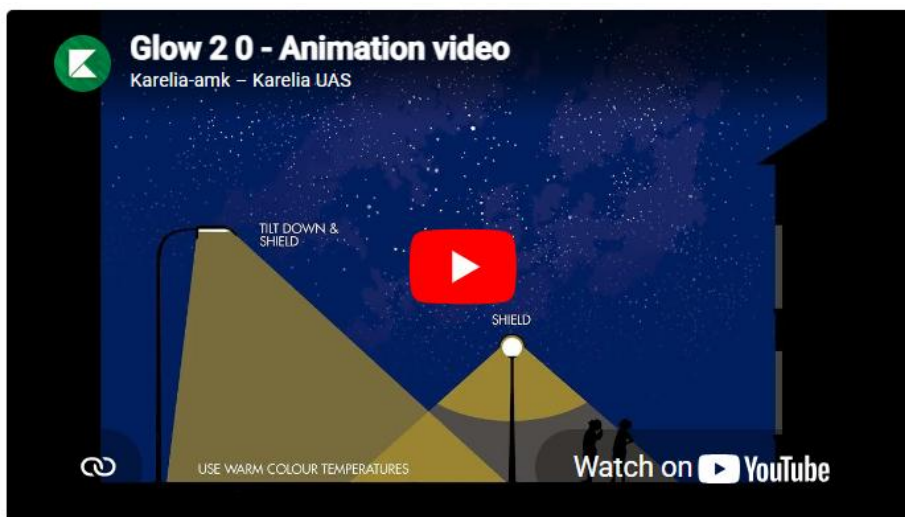 Glow 2 0 - Animation video
Karelia-amk – Karelia UAS
TILT DOWN &
SHIELD
SHIELD
USE WARM COLOUR TEMPERATURES
Watch on YouTube